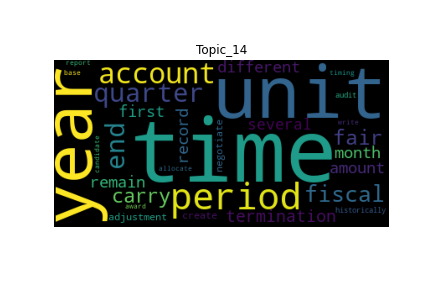 Topic_14
report
base
account
different
timing
unit
year
quarter
audit
first
write
several
end
record
negotiate
time
fair
candidate
month
allocate
amount
remain
carry
period
fiscal
award
create
termination
adjustment
historically